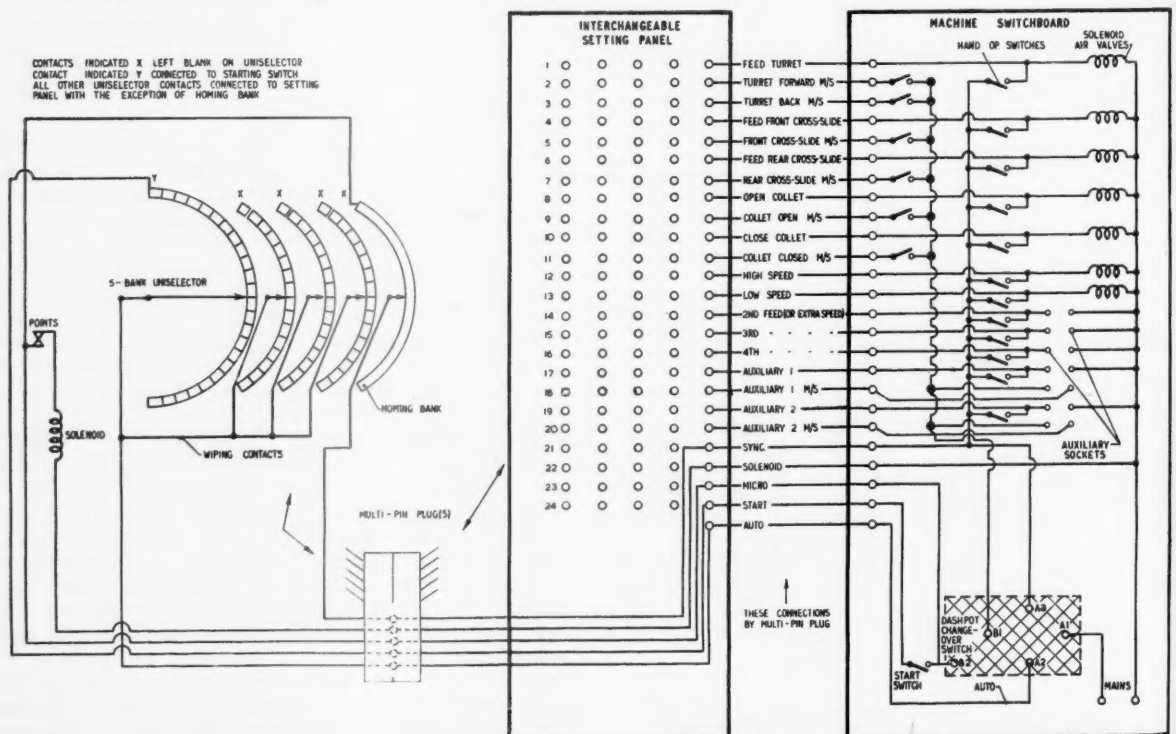 CONTACTS INDICATED X LEFT BLANK ON UNISELECTOR
CONTACT INDICATED Y CONNECTED TO STARTING SWITCH
ALL OTHER UNISELECTOR CONTACTS CONNECTED TO SETTING
PANEL WITH THE EXCEPTION OF HOMING BANK
Y
X
X
X
X
5-BANK UNISELECTOR
POINTS
HOMING BANK
SOLENOID
WIPING CONTACTS
MULTI-PIN PLUG(S)
INTERCHANGEABLE
SETTING PANEL
1
2
3
4
5
6
7
8
9
10
11
12
13
14
15
16
17
18
19
20
21
22
23
24
FEED TURRET
TURRET FORWARD M/S
TURRET BACK M/S
FEED FRONT CROSS-SLIDE
FRONT CROSS-SLIDE M/S
FEED REAR CROSS-SLIDE
REAR CROSS-SLIDE M/S
OPEN COLLET
COLLET OPEN M/S
CLOSE COLLET
COLLET CLOSED M/S
HIGH SPEED
LOW SPEED
2ND FEED (OR EXTRA SPEED)
3RD - -
4TH - -
AUXILIARY 1
AUXILIARY 1 M/S
AUXILIARY 2
AUXILIARY 2 M/S
SYNC.
SOLENOID
MICRO
START
AUTO
THESE CONNECTIONS
BY MULTI-PIN PLUG
MACHINE SWITCHBOARD
HAND OP. SWITCHES
SOLENOID
AIR VALVES
AUXILIARY
SOCKETS
DASHPOT
CHANGE-
OVER
SWITCH
A3
A1
B1
A2
START
SWITCH
AUTO
MAINS